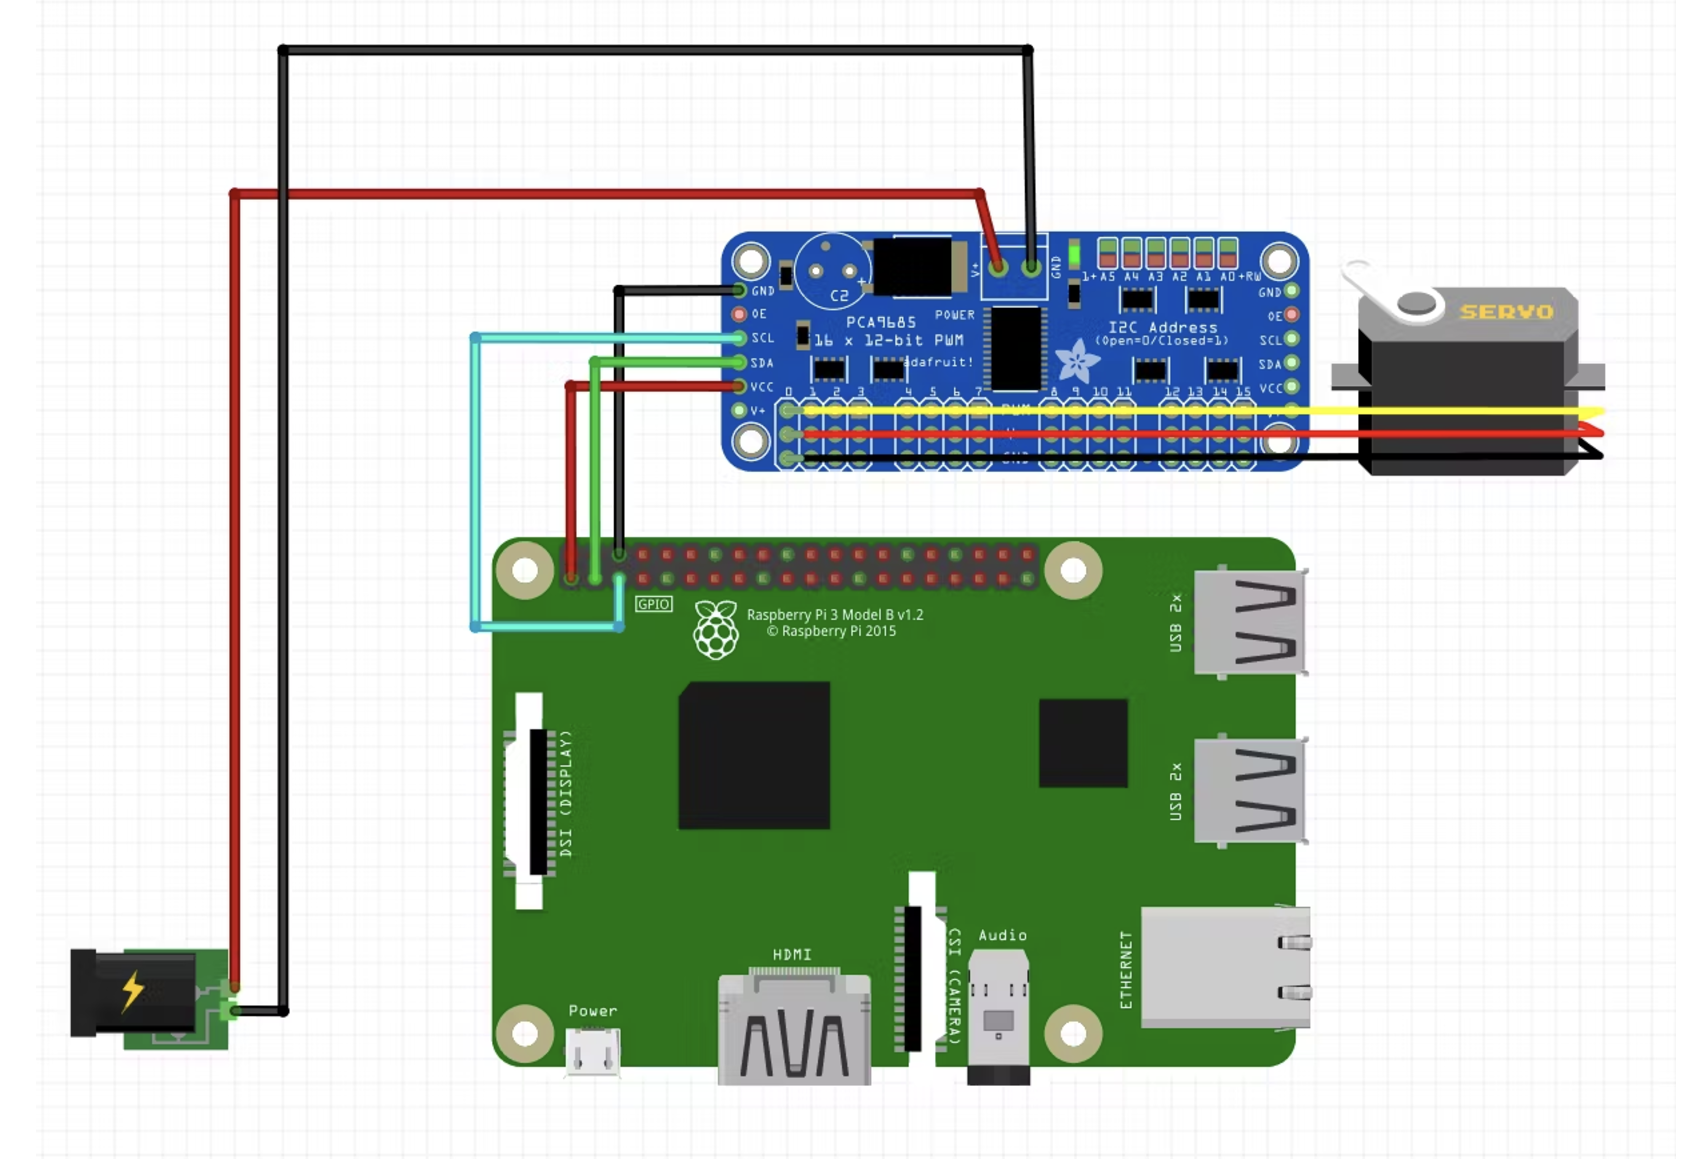 V+
GND
1+ A5 A4 A3 A2 A1 A0 +RW
GND
OE
SCL
SDA
VCC
V+
C2
+
PCA9685
16 x 12-bit PWM
adafruit!
POWER
I2C Address
(Open=0/Closed=1)
0 1 2 3 4 5 6 7 8 9 10 11 12 13 14 15
PWM
GND
GND
OE
SCL
SDA
VCC
V+
SERVO
GPIO
Raspberry Pi 3 Model B v1.2
© Raspberry Pi 2015
USB 2x
USB 2x
DSI (DISPLAY)
CSI (CAMERA)
ETHERNET
Audio
HDMI
Power